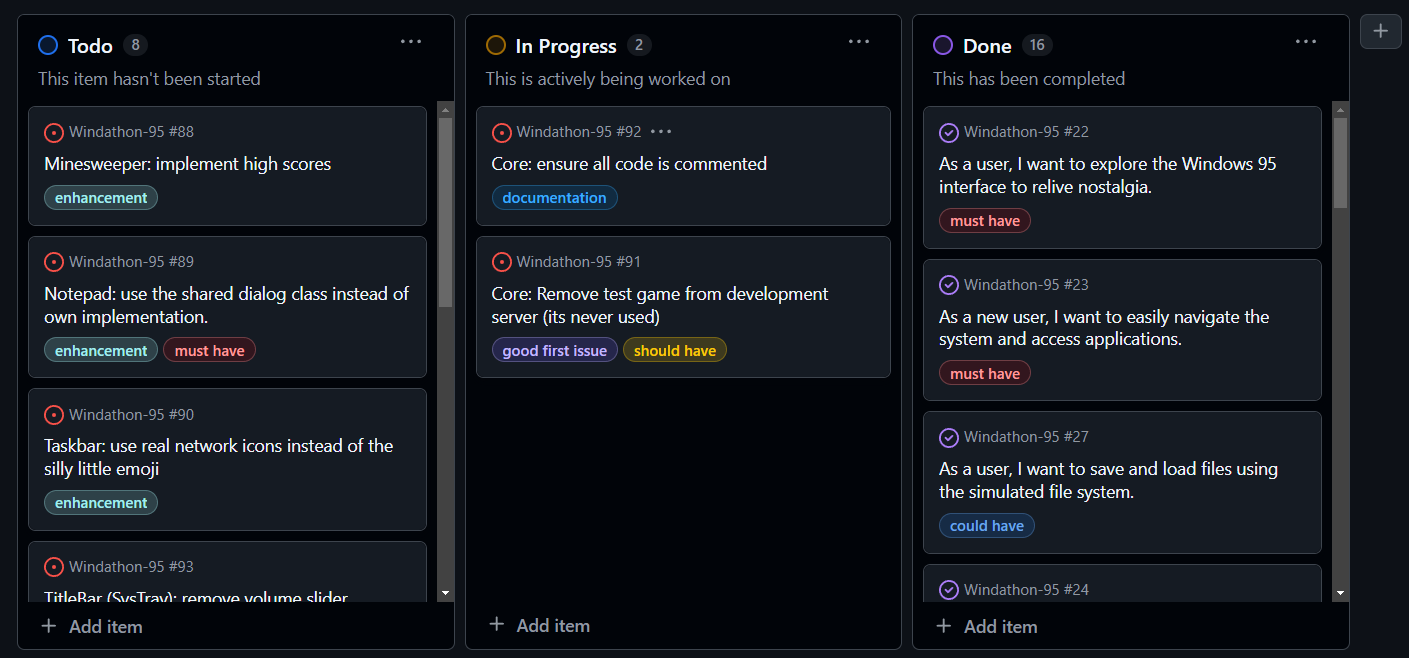 Todo 8
This item hasn't been started
Windathon-95 #88
Minesweeper: implement high scores
enhancement
Windathon-95 #89
Notepad: use the shared dialog class instead of
own implementation.
enhancement must have
Windathon-95 #90
Taskbar: use real network icons instead of the
silly little emoji
enhancement
Windathon-95 #93
TitleBar (SysTray): remove volume slider
+ Add item
In Progress 2
This is actively being worked on
Windathon-95 #92
Core: ensure all code is commented
documentation
Windathon-95 #91
Core: Remove test game from development
server (its never used)
good first issue should have
+ Add item
Done 16
This has been completed
Windathon-95 #22
As a user, I want to explore the Windows 95
interface to relive nostalgia.
must have
Windathon-95 #23
As a new user, I want to easily navigate the
system and access applications.
must have
Windathon-95 #27
As a user, I want to save and load files using
the simulated file system.
could have
Windathon-95 #24
+ Add item